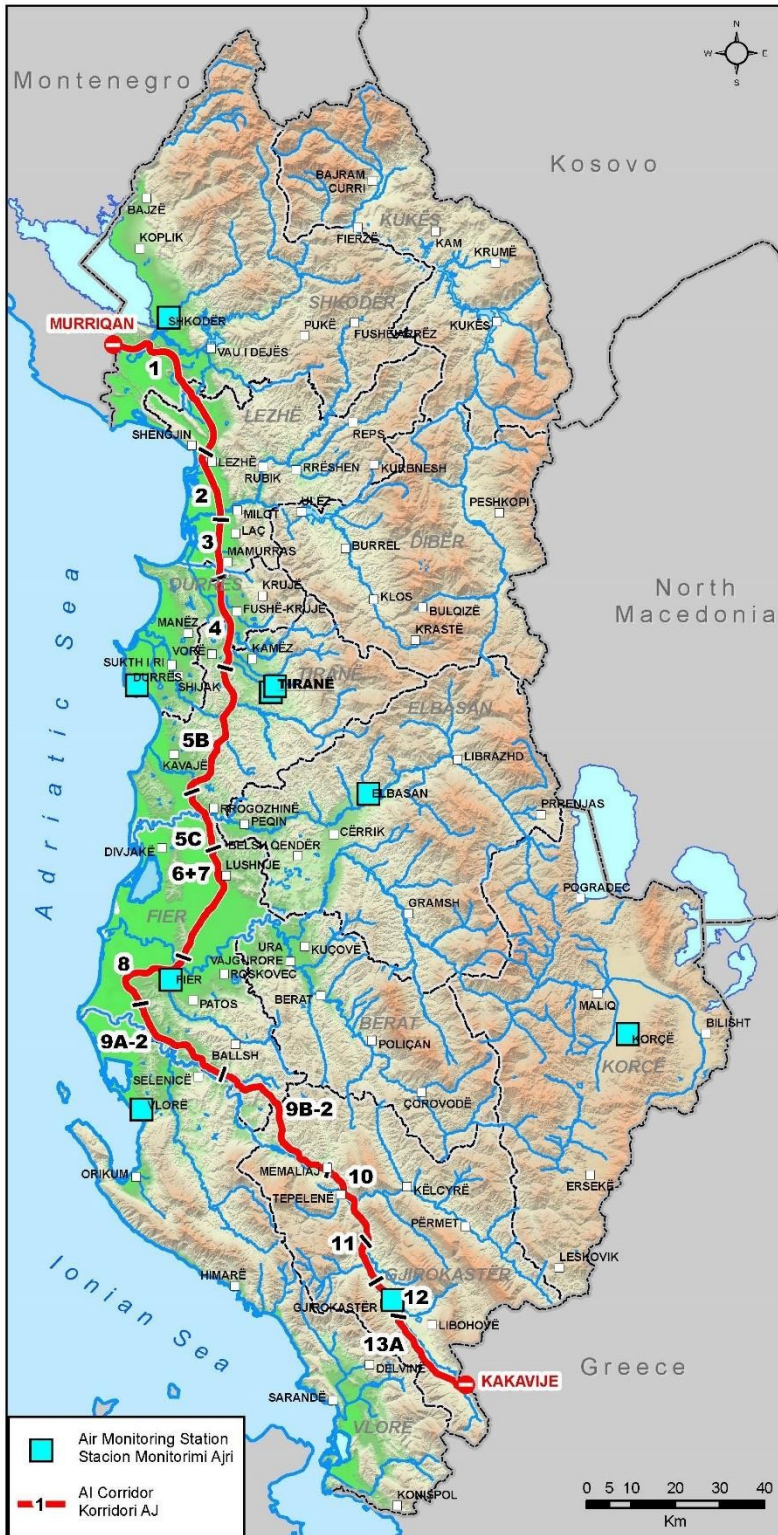 Montenegro
N
W
E
S
Kosovo
BAJRAM
CURRI
BAJZË
KUKËS
KOPLIK
FIERZË
KAM
KRUMË
SHKODËR
SHKODËR
MURRIQAN
PUKË
FUSHË-ARRËZ
KUKËS
VAU I DEJËS
1
LEZHË
REPS
SHENGJIN
LEZHË
RUBIK
RRËSHEN
KURBNESH
2
MILOT
ULËZ
PESHKOPI
LAÇ
3
BURREL
DIBËR
MAMURRAS
DURRËS
KRUJË
KLOS
North
Macedonia
FUSHË-KRUJË
BULQIZË
MANËZ
4
KRASTË
VORË
KAMËZ
SUKTH I RI
TIRANË
DURRËS
SHIJAK
TIRANË
ELBASAN
Adriatic Sea
5B
KAVAJË
LIBRAZHD
ELBASAN
RROGOZHINË
PRRENJAS
PEQIN
CËRRIK
5C
DIVJAKË
BELSH QENDËR
6+7
LUSHNJE
POGRADEC
GRAMSH
FIER
URA
VAJGURORE
KUÇOVË
8
FIER
ROSKOVEC
PATOS
BERAT
MALIQ
BERAT
KORÇË
BILISHT
9A-2
BALLSH
POLIÇAN
KORÇË
SELENICË
VLORË
9B-2
ÇOROVODË
MEMALIAJ
10
ORIKUM
TEPELENË
KËLCYRË
ERSEKË
PËRMET
11
LESKOVIK
Ionian Sea
HIMARË
GJIROKASTËR
GJIROKASTËR
12
LIBOHOVË
13A
DELVINË
KAKAVIJE
Greece
SARANDË
VLORË
Air Monitoring Station
Stacion Monitorimi Ajri
1
AI Corridor
Korridori AJ
KONISPOL
0 5 10 20 30 40
Km